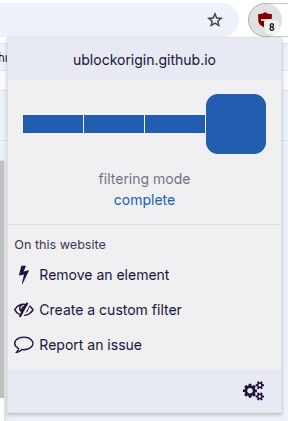 8
ublockorigin.github.io
filtering mode
complete
On this website
Remove an element
Create a custom filter
Report an issue